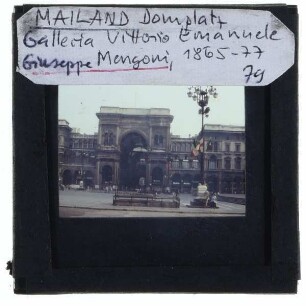 MAILAND Domplatz
Galleria Vittorio Emanuele
Giuseppe Mengoni, 1865-77
79